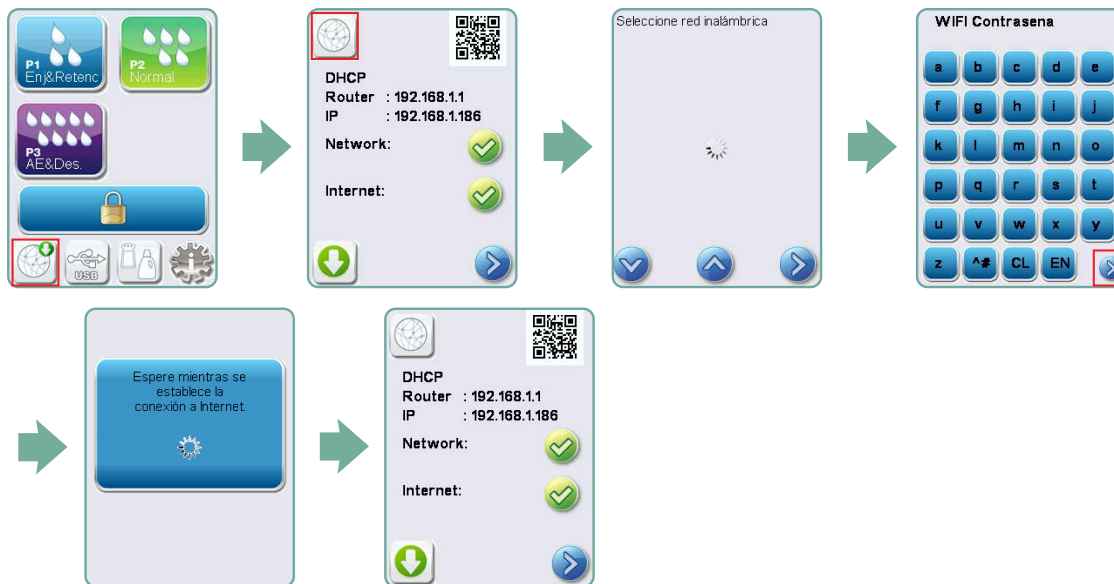 P1
Enj&Retenc
P2
Normal
P3
AE&Des.
USB
DHCP
Router : 192.168.1.1
IP : 192.168.1.186
Network:
Internet:
Seleccione red inalámbrica
WIFI Contrasena
a b c d e
f g h i j
k l m n o
p q r s t
u v w x y
z ^# CL EN
Espere mientras se
establece la
conexión a Internet.
DHCP
Router : 192.168.1.1
IP : 192.168.1.186
Network:
Internet: